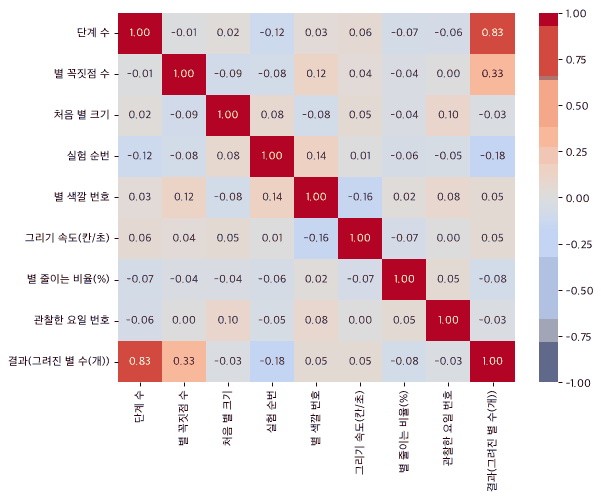 단계 수 1.00 -0.01 0.02 -0.12 0.03 0.06 -0.07 -0.06 0.83
별 꼭짓점 수 -0.01 1.00 -0.09 -0.08 0.12 0.04 -0.04 0.00 0.33
처음 별 크기 0.02 -0.09 1.00 0.08 -0.08 0.05 -0.04 0.10 -0.03
실험 순번 -0.12 -0.08 0.08 1.00 0.14 0.01 -0.06 -0.05 -0.18
별 색깔 번호 0.03 0.12 -0.08 0.14 1.00 -0.16 0.02 0.08 0.05
그리기 속도(칸/초) 0.06 0.04 0.05 0.01 -0.16 1.00 -0.07 0.00 0.05
별 줄이는 비율(%) -0.07 -0.04 -0.04 -0.06 0.02 -0.07 1.00 0.05 -0.08
관찰한 요일 번호 -0.06 0.00 0.10 -0.05 0.08 0.00 0.05 1.00 -0.03
결과(그려진 별 수(개)) 0.83 0.33 -0.03 -0.18 0.05 0.05 -0.08 -0.03 1.00
단계 수
별 꼭짓점 수
처음 별 크기
실험 순번
별 색깔 번호
그리기 속도(칸/초)
별 줄이는 비율(%)
관찰한 요일 번호
결과(그려진 별 수(개))
1.00
0.75
0.50
0.25
0.00
-0.25
-0.50
-0.75
-1.00